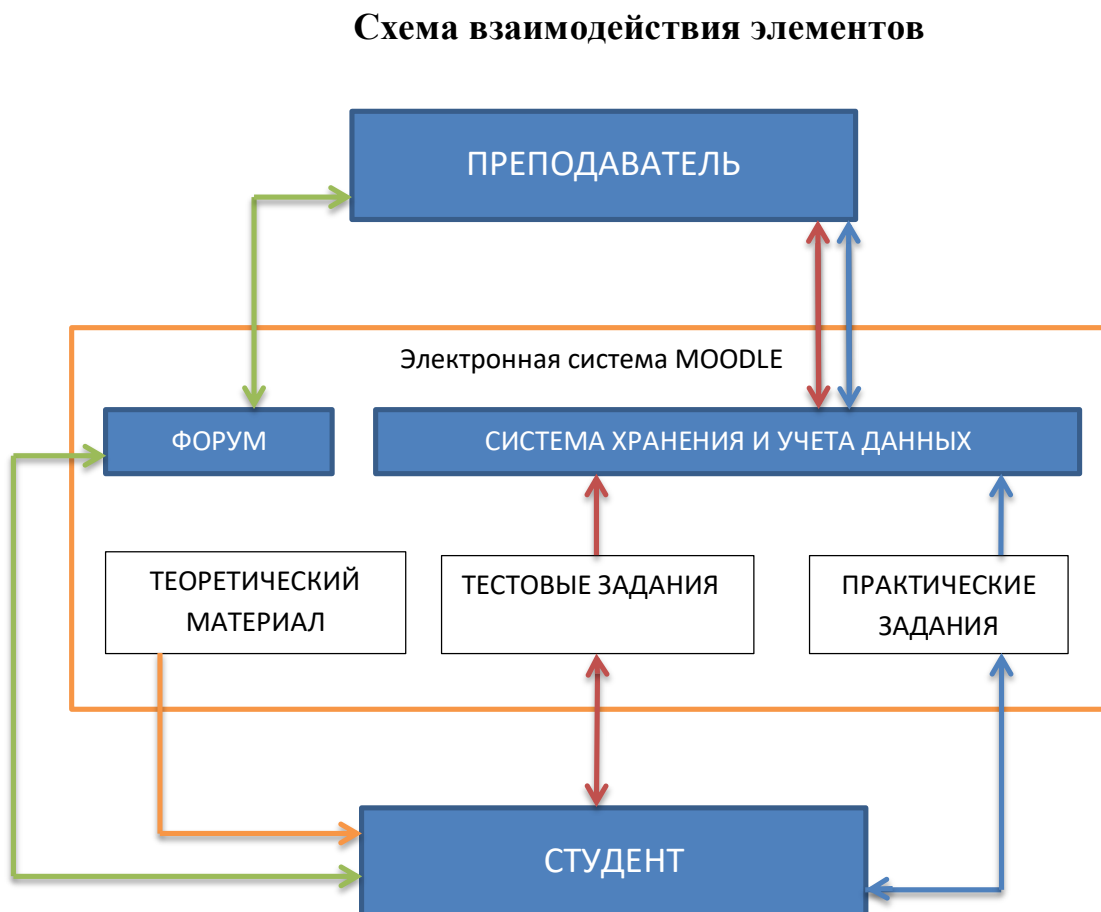 Схема взаимодействия элементов
ПРЕПОДАВАТЕЛЬ
Электронная система MOODLE
ФОРУМ
СИСТЕМА ХРАНЕНИЯ И УЧЕТА ДАННЫХ
ТЕОРЕТИЧЕСКИЙ
МАТЕРИАЛ
ТЕСТОВЫЕ ЗАДАНИЯ
ПРАКТИЧЕСКИЕ
ЗАДАНИЯ
СТУДЕНТ